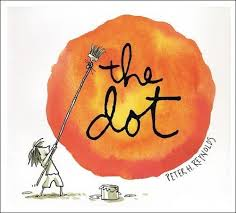 the
dot
PETER H. REYNOLDS